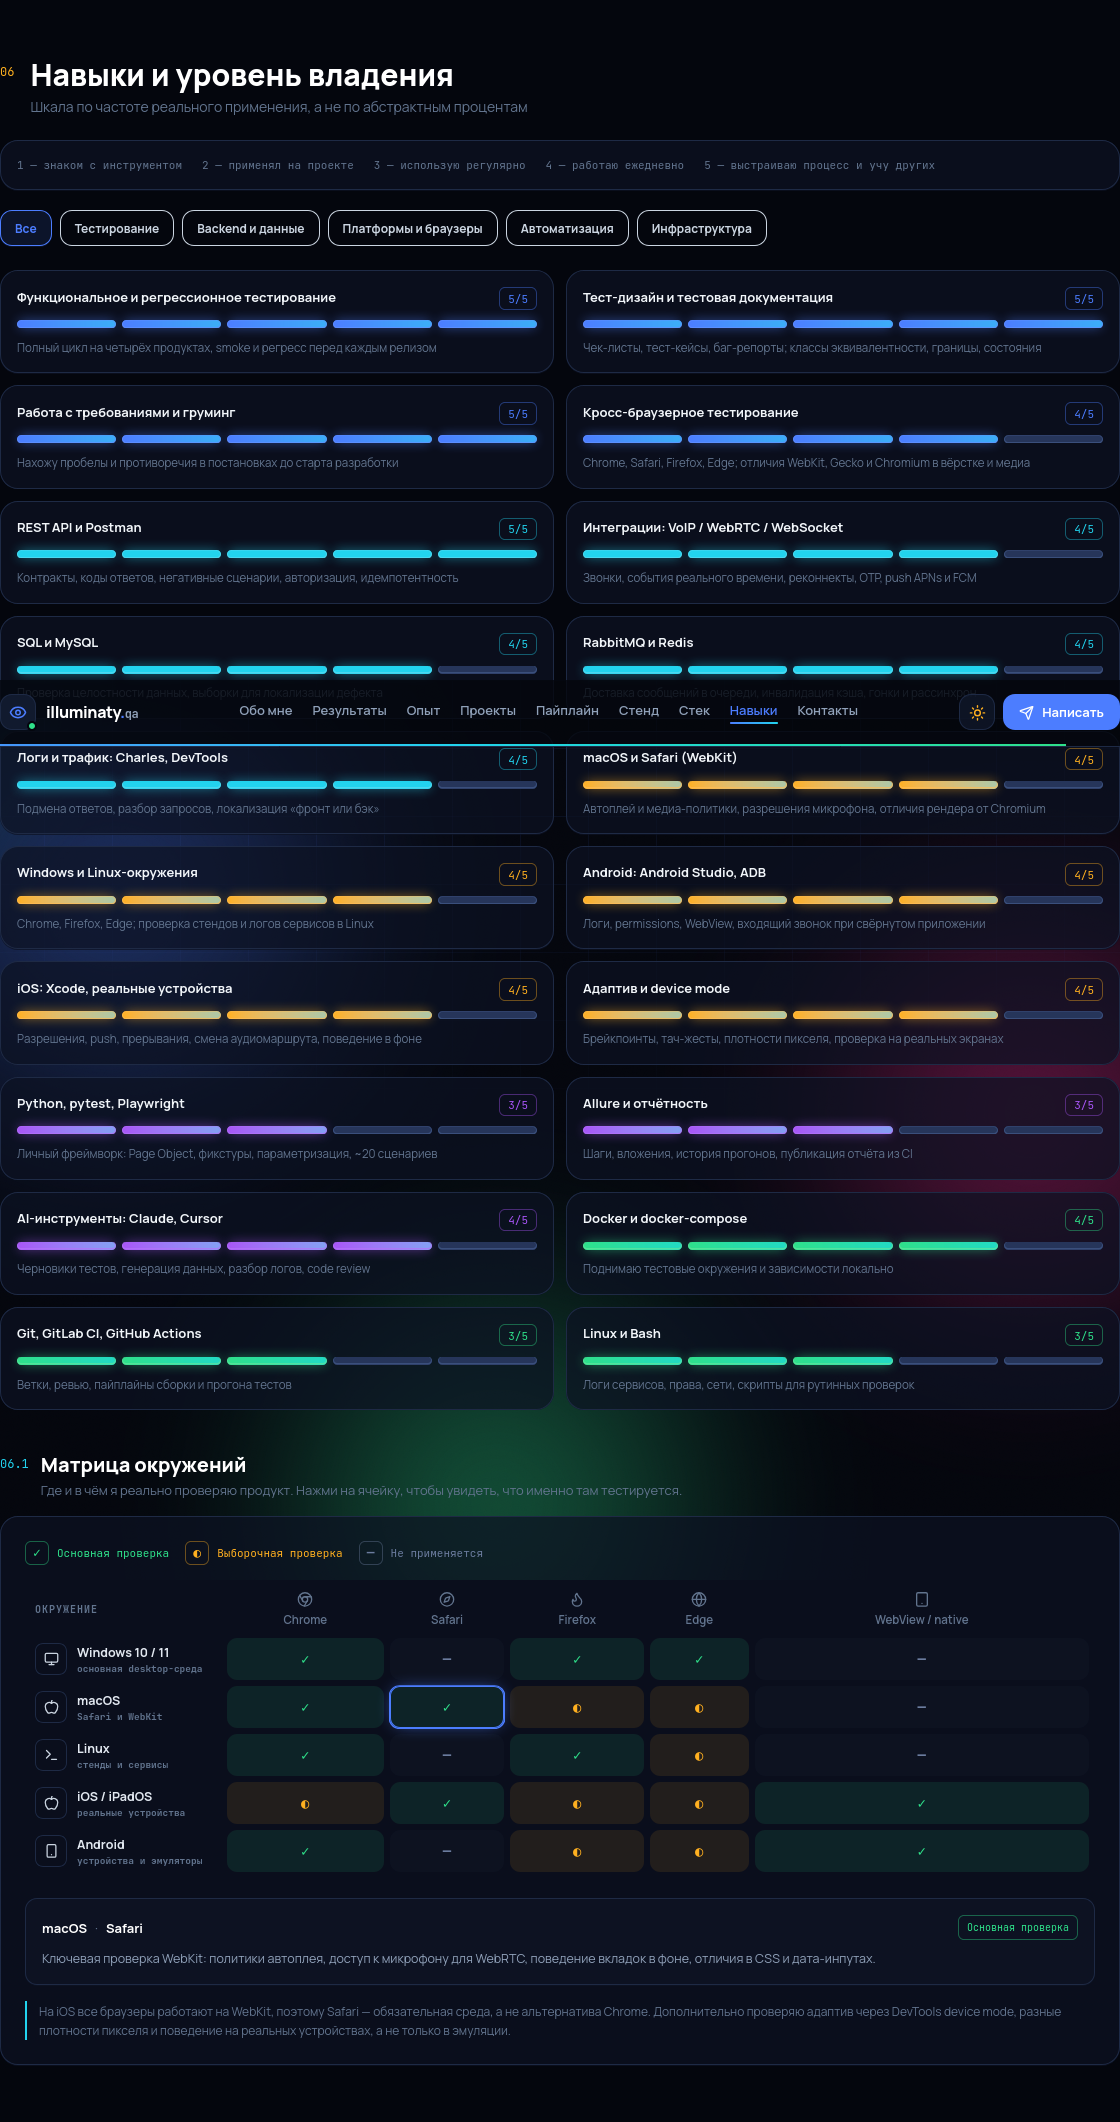 06
Навыки и уровень владения
Шкала по частоте реального применения, а не по абстрактным процентам
1 — знаком с инструментом 2 — применял на проекте 3 — использую регулярно 4 — работаю ежедневно 5 — выстраиваю процесс и учу других
Все Тестирование Backend и данные Платформы и браузеры Автоматизация Инфраструктура
Функциональное и регрессионное тестирование 5/5
Полный цикл на четырёх продуктах, smoke и регресс перед каждым релизом
Тест-дизайн и тестовая документация 5/5
Чек-листы, тест-кейсы, баг-репорты; классы эквивалентности, границы, состояния
Работа с требованиями и груминг 5/5
Нахожу пробелы и противоречия в постановках до старта разработки
Кросс-браузерное тестирование 4/5
Chrome, Safari, Firefox, Edge; отличия WebKit, Gecko и Chromium в вёрстке и медиа
REST API и Postman 5/5
Контракты, коды ответов, негативные сценарии, авторизация, идемпотентность
Интеграции: VoIP / WebRTC / WebSocket 4/5
Звонки, события реального времени, реконнекты, OTP, push APNs и FCM
SQL и MySQL 4/5
Проверка целостности данных, выборки для локализации дефекта
RabbitMQ и Redis 4/5
Доставка сообщений в очереди, инвалидация кэша, гонки и рассинхрон
illuminaty.qa
Обо мне Результаты Опыт Проекты Пайплайн Стенд Стек Навыки Контакты
Написать
Логи и трафик: Charles, DevTools 4/5
Подмена ответов, разбор запросов, локализация «фронт или бэк»
macOS и Safari (WebKit) 4/5
Автоплей и медиа-политики, разрешения микрофона, отличия рендера от Chromium
Windows и Linux-окружения 4/5
Chrome, Firefox, Edge; проверка стендов и логов сервисов в Linux
Android: Android Studio, ADB 4/5
Логи, permissions, WebView, входящий звонок при свёрнутом приложении
iOS: Xcode, реальные устройства 4/5
Разрешения, push, прерывания, смена аудиомаршрута, поведение в фоне
Адаптив и device mode 4/5
Брейкпоинты, тач-жесты, плотности пикселя, проверка на реальных экранах
Python, pytest, Playwright 3/5
Личный фреймворк: Page Object, фикстуры, параметризация, ~20 сценариев
Allure и отчётность 3/5
Шаги, вложения, история прогонов, публикация отчёта из CI
AI-инструменты: Claude, Cursor 4/5
Черновики тестов, генерация данных, разбор логов, code review
Docker и docker-compose 4/5
Поднимаю тестовые окружения и зависимости локально
Git, GitLab CI, GitHub Actions 3/5
Ветки, ревью, пайплайны сборки и прогона тестов
Linux и Bash 3/5
Логи сервисов, права, сети, скрипты для рутинных проверок
06.1
Матрица окружений
Где и в чём я реально проверяю продукт. Нажми на ячейку, чтобы увидеть, что именно там тестируется.
✓ Основная проверка ◐ Выборочная проверка — Не применяется
ОКРУЖЕНИЕ Chrome Safari Firefox Edge WebView / native
Windows 10 / 11 ✓ — ✓ ✓ —
основная desktop-среда
macOS ✓ ✓ ◐ ◐ —
Safari и WebKit
Linux ✓ — ✓ ◐ —
стенды и сервисы
iOS / iPadOS ◐ ✓ ◐ ◐ ✓
реальные устройства
Android ✓ — ◐ ◐ ✓
устройства и эмуляторы
macOS · Safari Основная проверка
Ключевая проверка WebKit: политики автоплея, доступ к микрофону для WebRTC, поведение вкладок в фоне, отличия в CSS и дата-инпутах.
На iOS все браузеры работают на WebKit, поэтому Safari — обязательная среда, а не альтернатива Chrome. Дополнительно проверяю адаптив через DevTools device mode, разные
плотности пикселя и поведение на реальных устройствах, а не только в эмуляции.